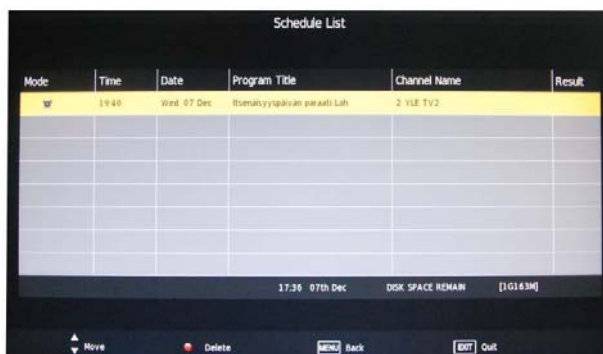 Schedule List
Mode Time Date Program Title Channel Name Result
19:40 Wed 07 Dec Itsenäisyyspäivän paraati Lah 2 YLE TV2
17:36 07th Dec DISK SPACE REMAIN [1G163M]
Move Delete MENU Back EXIT Quit